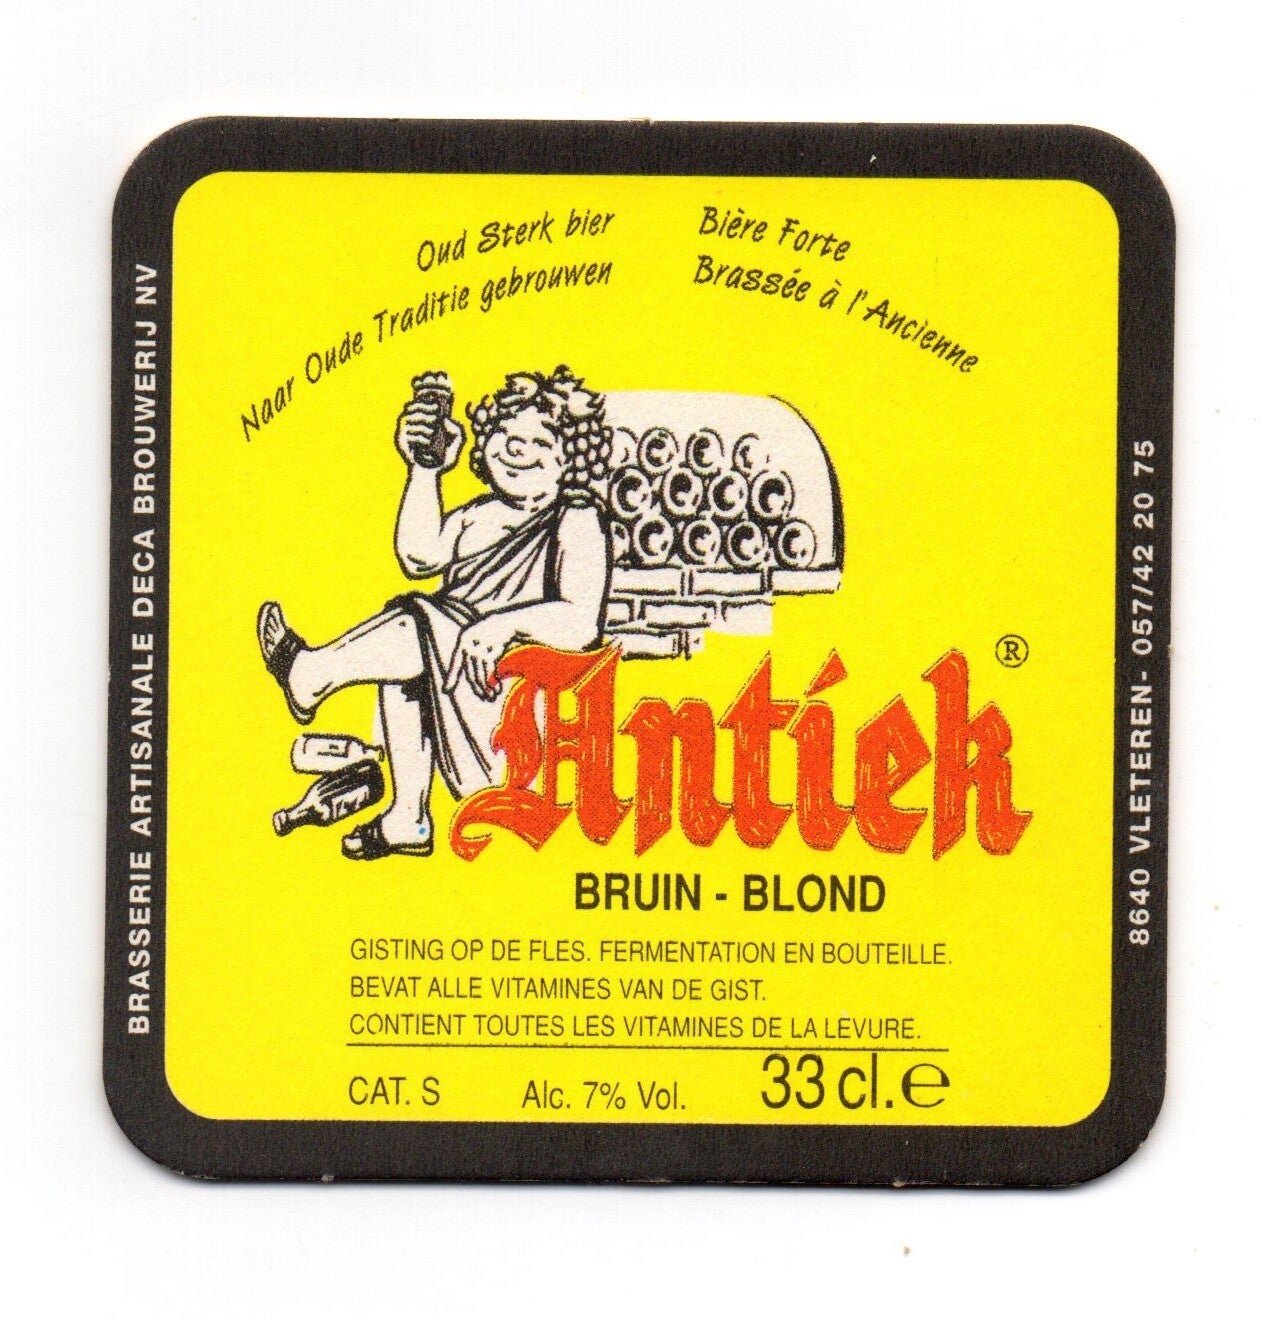 Oud Sterk bier
Naar Oude Traditie gebrouwen
Bière Forte
Brassée à l'Ancienne
BRASSERIE ARTISANALE DECA BROUWERIJ NV
Antiek ®
BRUIN - BLOND
GISTING OP DE FLES. FERMENTATION EN BOUTEILLE.
BEVAT ALLE VITAMINES VAN DE GIST.
CONTIENT TOUTES LES VITAMINES DE LA LEVURE.
CAT. S Alc. 7% Vol. 33 cl. ℮
8640 VLETEREN- 057/42 20 75